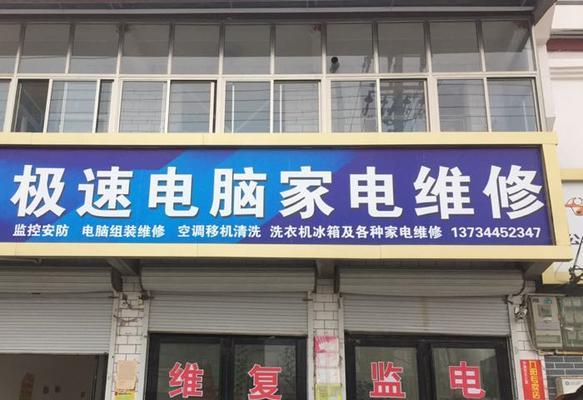 极速电脑家电维修
监控安防 电脑组装维修 空调移机清洗 洗衣机冰箱及各种家电维修 13734452347
维 复 监 电